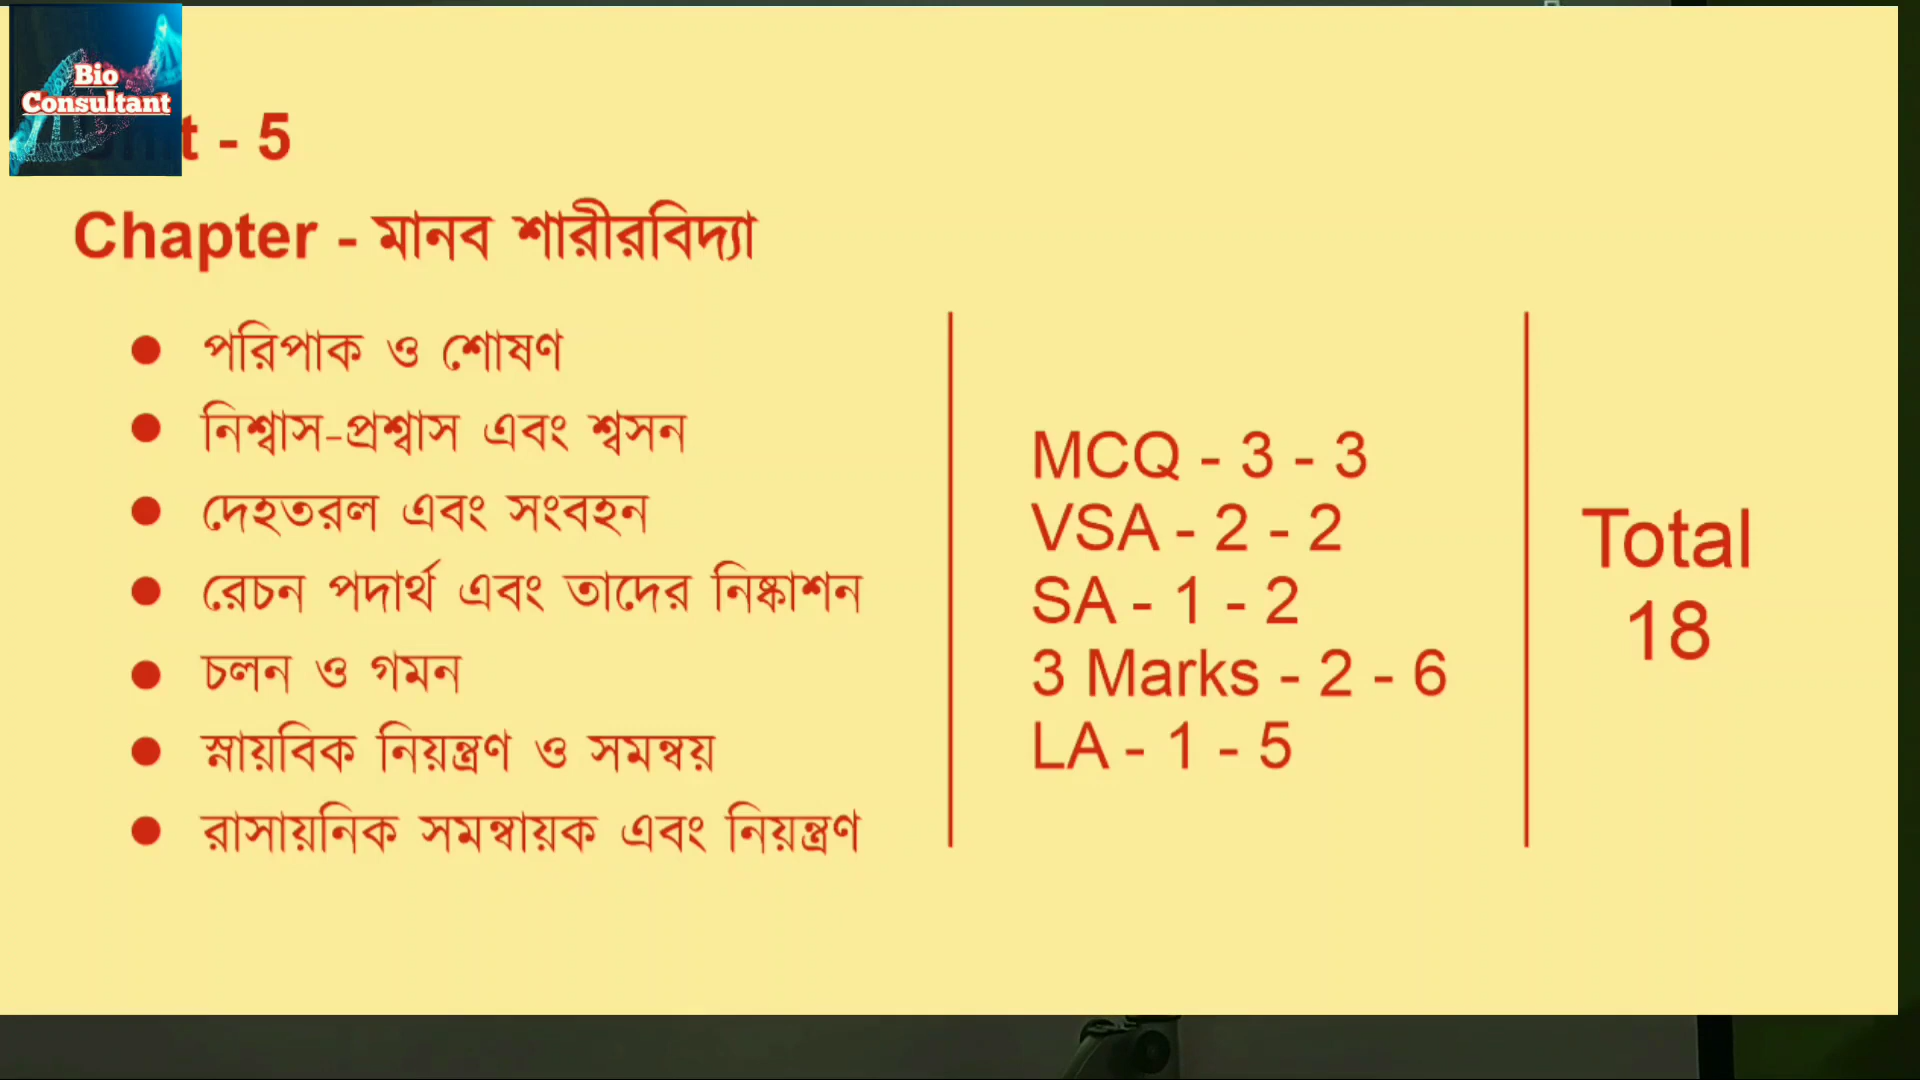 Bio
Consultant
t - 5
Chapter - মানব শারীরবিদ্যা
পরিপাক ও শোষণ
নিশ্বাস-প্রশ্বাস এবং শ্বসন
দেহতরল এবং সংবহন
রেচন পদার্থ এবং তাদের নিষ্কাশন
চলন ও গমন
স্নায়বিক নিয়ন্ত্রণ ও সমন্বয়
রাসায়নিক সমন্বায়ক এবং নিয়ন্ত্রণ
MCQ - 3 - 3
VSA - 2 - 2
SA - 1 - 2
3 Marks - 2 - 6
LA - 1 - 5
Total
18